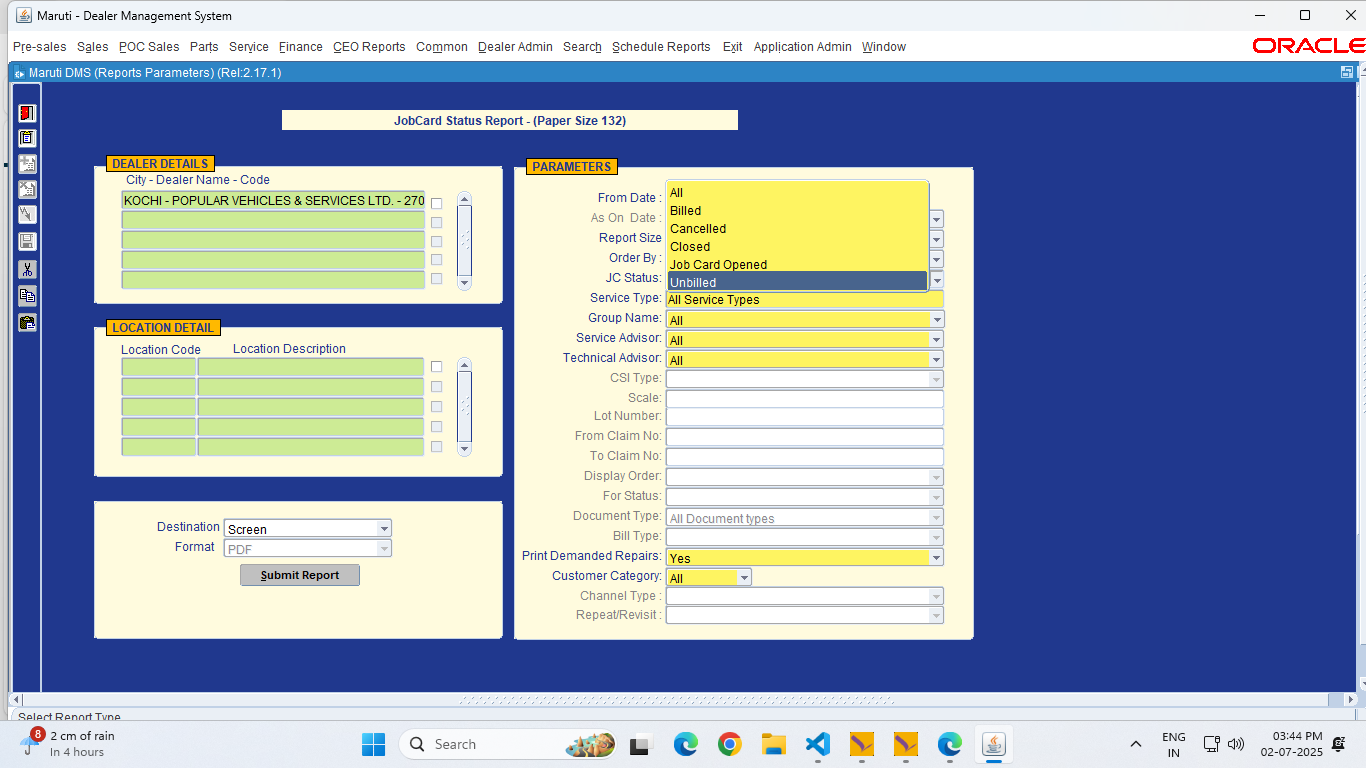 Maruti - Dealer Management System
Pre-sales Sales POC Sales Parts Service Finance CEO Reports Common Dealer Admin Search Schedule Reports Exit Application Admin Window
ORACLE
Maruti DMS (Reports Parameters) (Rel:2.17.1)
JobCard Status Report - (Paper Size 132)
DEALER DETAILS
City - Dealer Name - Code
KOCHI - POPULAR VEHICLES & SERVICES LTD. - 270
LOCATION DETAIL
Location Code Location Description
Destination Screen
Format PDF
Submit Report
PARAMETERS
From Date :
As On Date :
Report Size
Order By :
JC Status:
All
Billed
Cancelled
Closed
Job Card Opened
Unbilled
Service Type: All Service Types
Group Name: All
Service Advisor: All
Technical Advisor: All
CSI Type:
Scale:
Lot Number:
From Claim No:
To Claim No:
Display Order:
For Status:
Document Type: All Document types
Bill Type:
Print Demanded Repairs: Yes
Customer Category: All
Channel Type :
Repeat/Revisit :
Select Report Type
8
2 cm of rain
In 4 hours
Search
ENG
IN
03:44 PM
02-07-2025